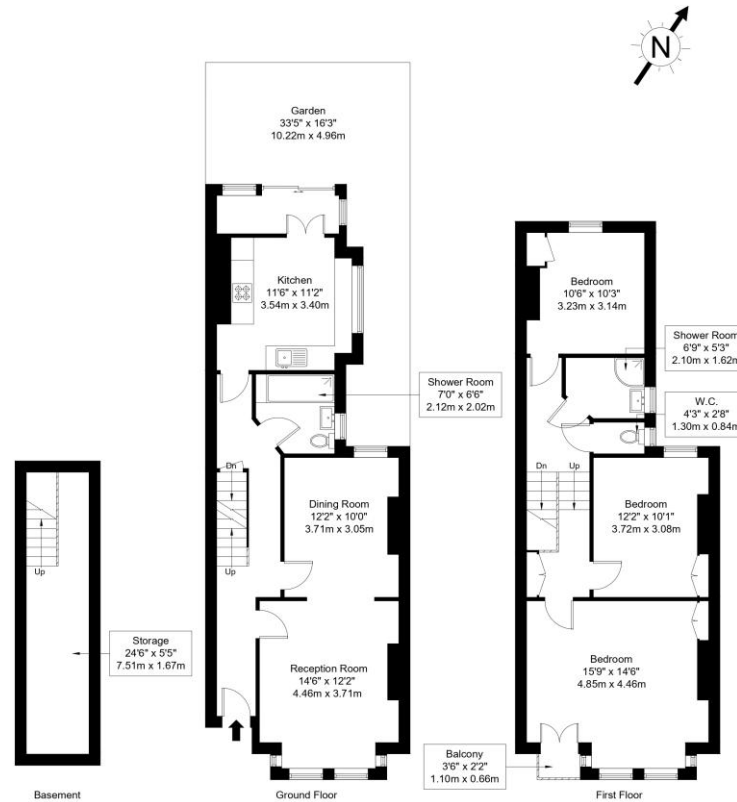 N
Garden
33'5" x 16'3"
10.22m x 4.96m
Kitchen
11'6" x 11'2"
3.54m x 3.40m
Shower Room
7'0" x 6'6"
2.12m x 2.02m
Dn
Up
Dining Room
12'2" x 10'0"
3.71m x 3.05m
Reception Room
14'6" x 12'2"
4.46m x 3.71m
Ground Floor
Up
Storage
24'6" x 5'5"
7.51m x 1.67m
Basement
Bedroom
10'6" x 10'3"
3.23m x 3.14m
Shower Room
6'9" x 5'3"
2.10m x 1.62m
W.C.
4'3" x 2'8"
1.30m x 0.84m
Dn
Up
Bedroom
12'2" x 10'1"
3.72m x 3.08m
Bedroom
15'9" x 14'6"
4.85m x 4.46m
Balcony
3'6" x 2'2"
1.10m x 0.66m
First Floor